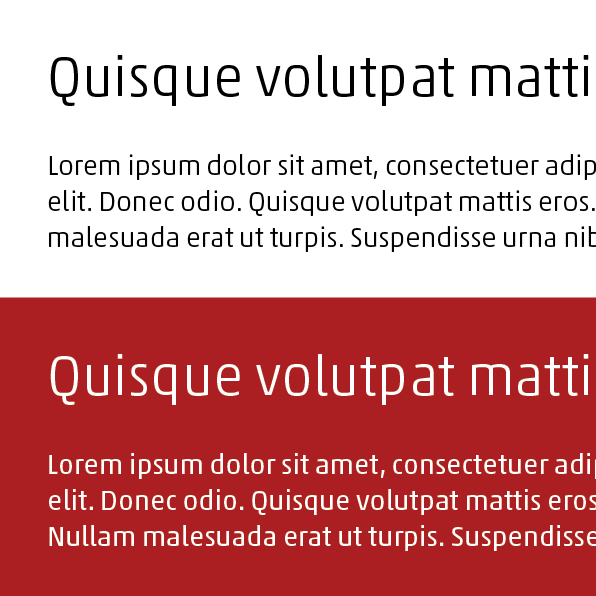 Quisque volutpat matti
Lorem ipsum dolor sit amet, consectetuer adip
elit. Donec odio. Quisque volutpat mattis eros.
malesuada erat ut turpis. Suspendisse urna nib
Quisque volutpat matti
Lorem ipsum dolor sit amet, consectetuer adip
elit. Donec odio. Quisque volutpat mattis eros
Nullam malesuada erat ut turpis. Suspendisse